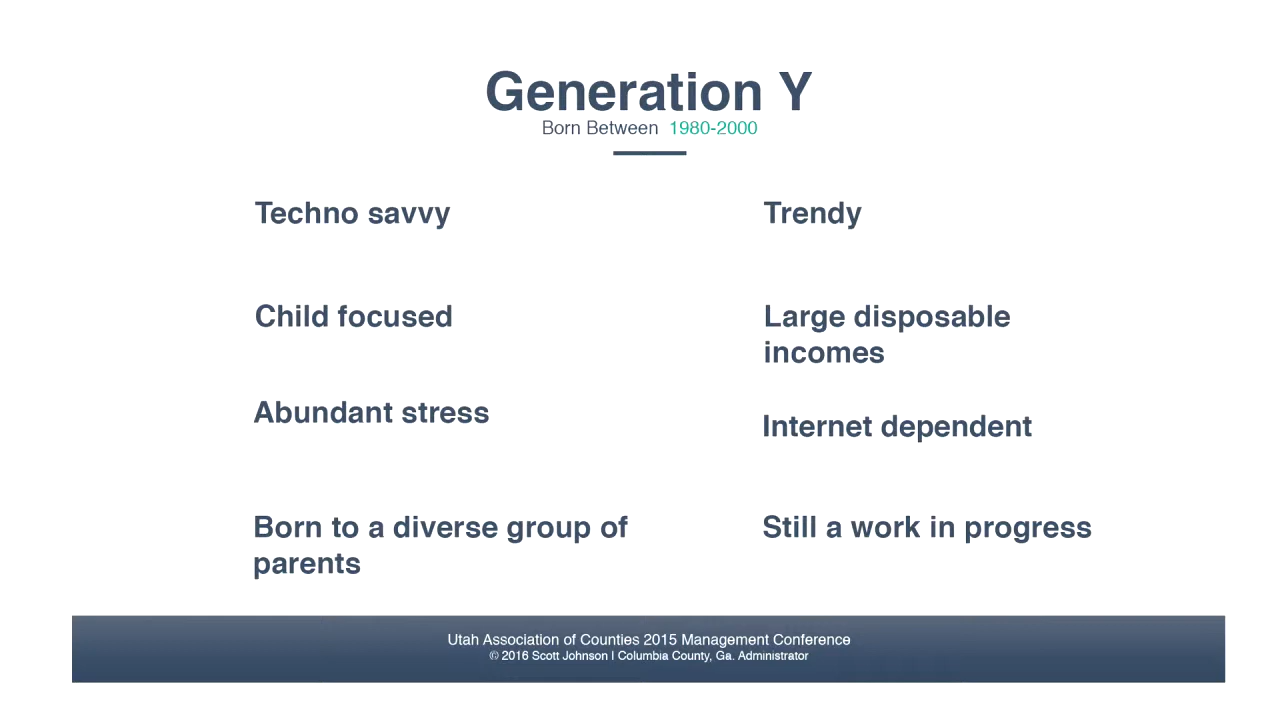 Generation Y
Born Between 1980-2000
Techno savvy
Trendy
Child focused
Large disposable
incomes
Abundant stress
Internet dependent
Born to a diverse group of
parents
Still a work in progress
Utah Association of Counties 2015 Management Conference
© 2016 Scott Johnson I Columbia County, Ga. Administrator